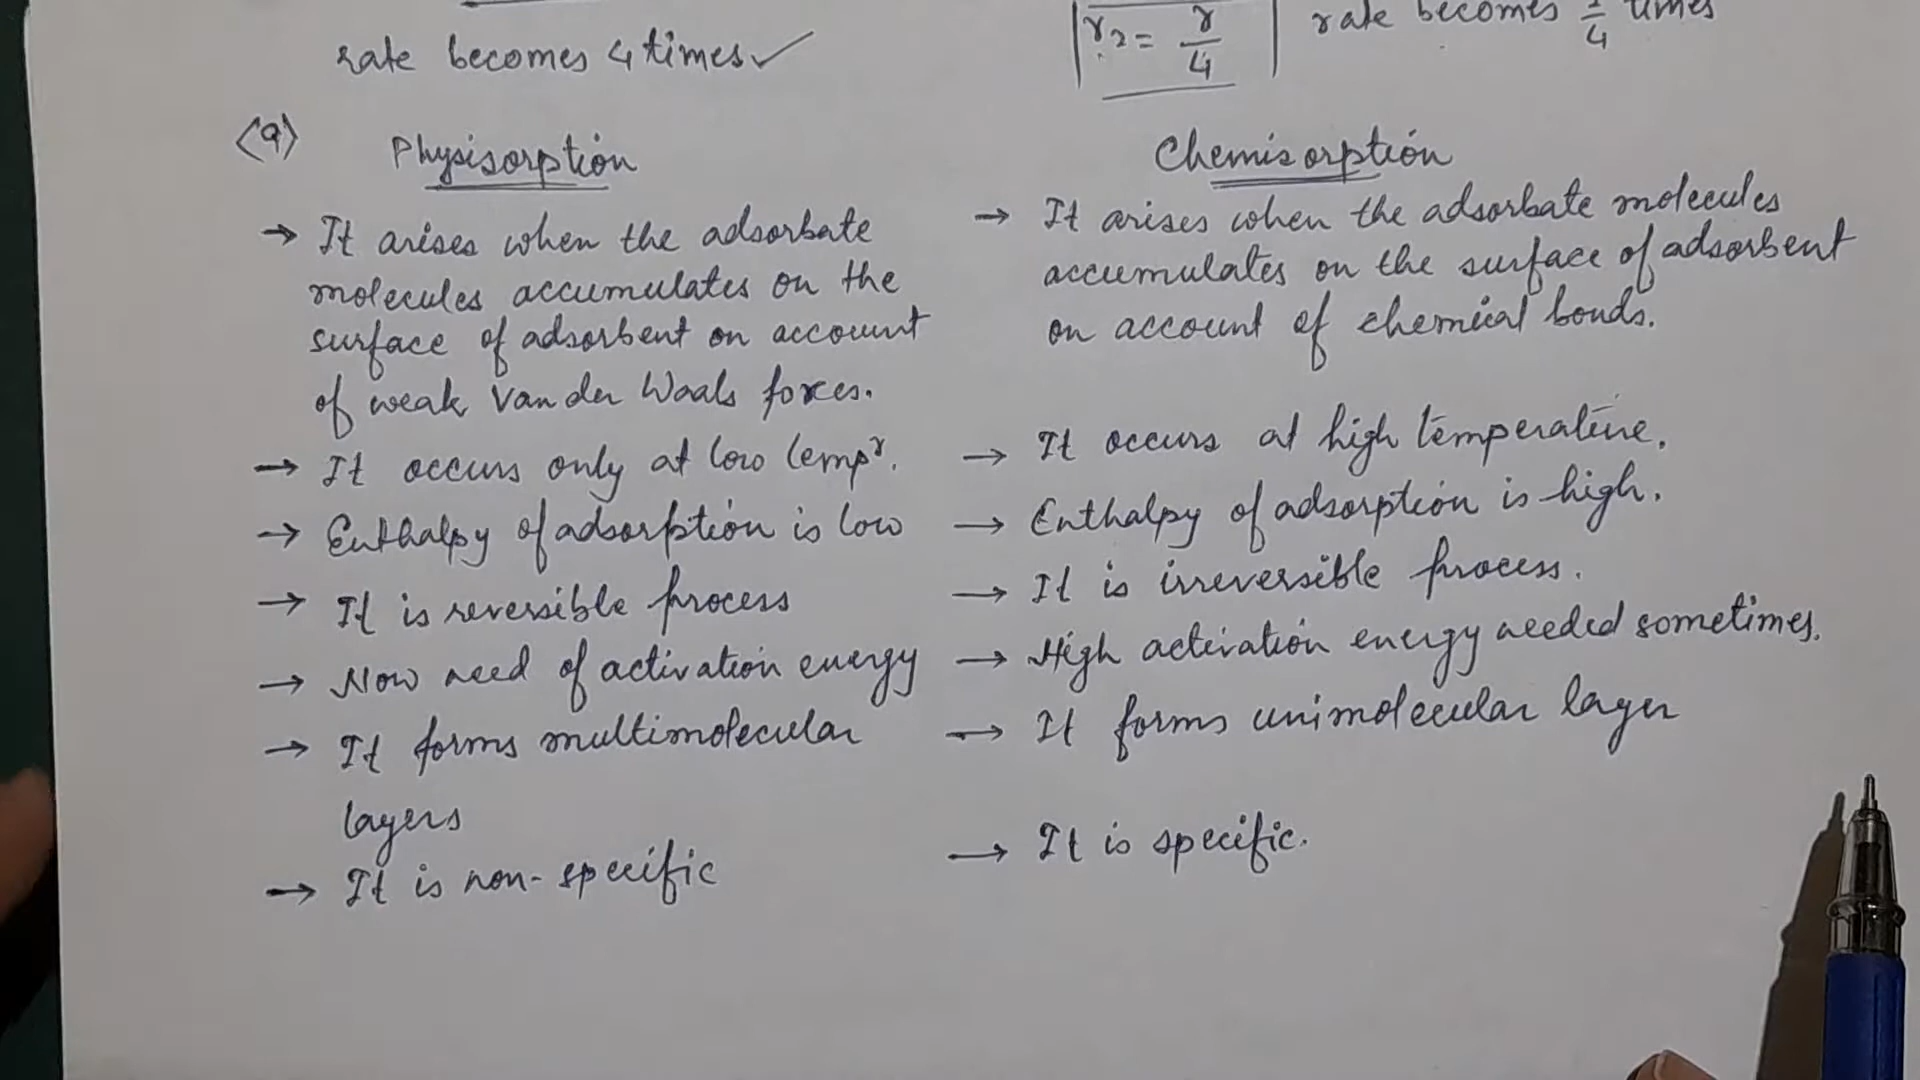 rate becomes 4 times ✓
r2 = r/4 rate becomes 1/4 times
(9)
Physisorption
→ It arises when the adsorbate
molecules accumulates on the
surface of adsorbent on account
of weak Van der Waals forces.
→ It occurs only at low tempr.
→ Enthalpy of adsorption is low
→ It is reversible process
→ Now need of activation energy
→ It forms multimolecular
layers
→ It is non-specific
Chemisorption
→ It arises when the adsorbate molecules
accumulates on the surface of adsorbent
on account of chemical bonds.
→ It occurs at high temperature.
→ Enthalpy of adsorption is high.
→ It is irreversible process.
→ High activation energy needed sometimes.
→ It forms unimolecular layer
→ It is specific.